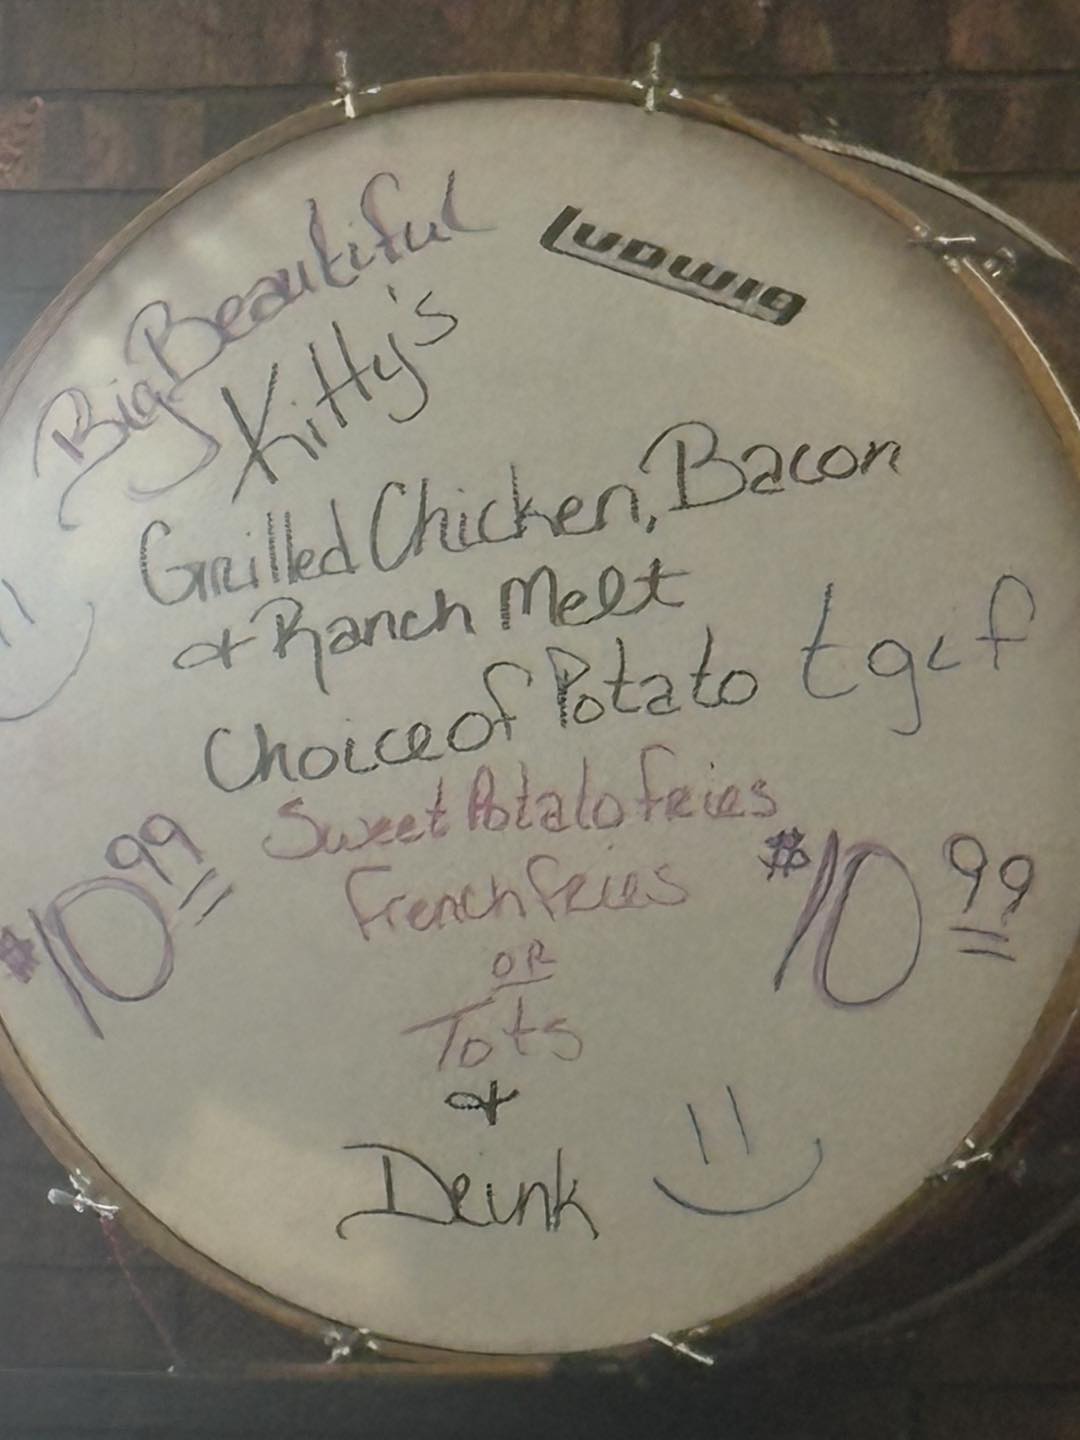 LUDWIG
Big Beautiful
Kitty's
Grilled Chicken, Bacon
& Ranch Melt
Choice of Potato
tgif
Sweet Potato Fries
French Fries
OR
Tots
&
Drink
$10 99
$10 99